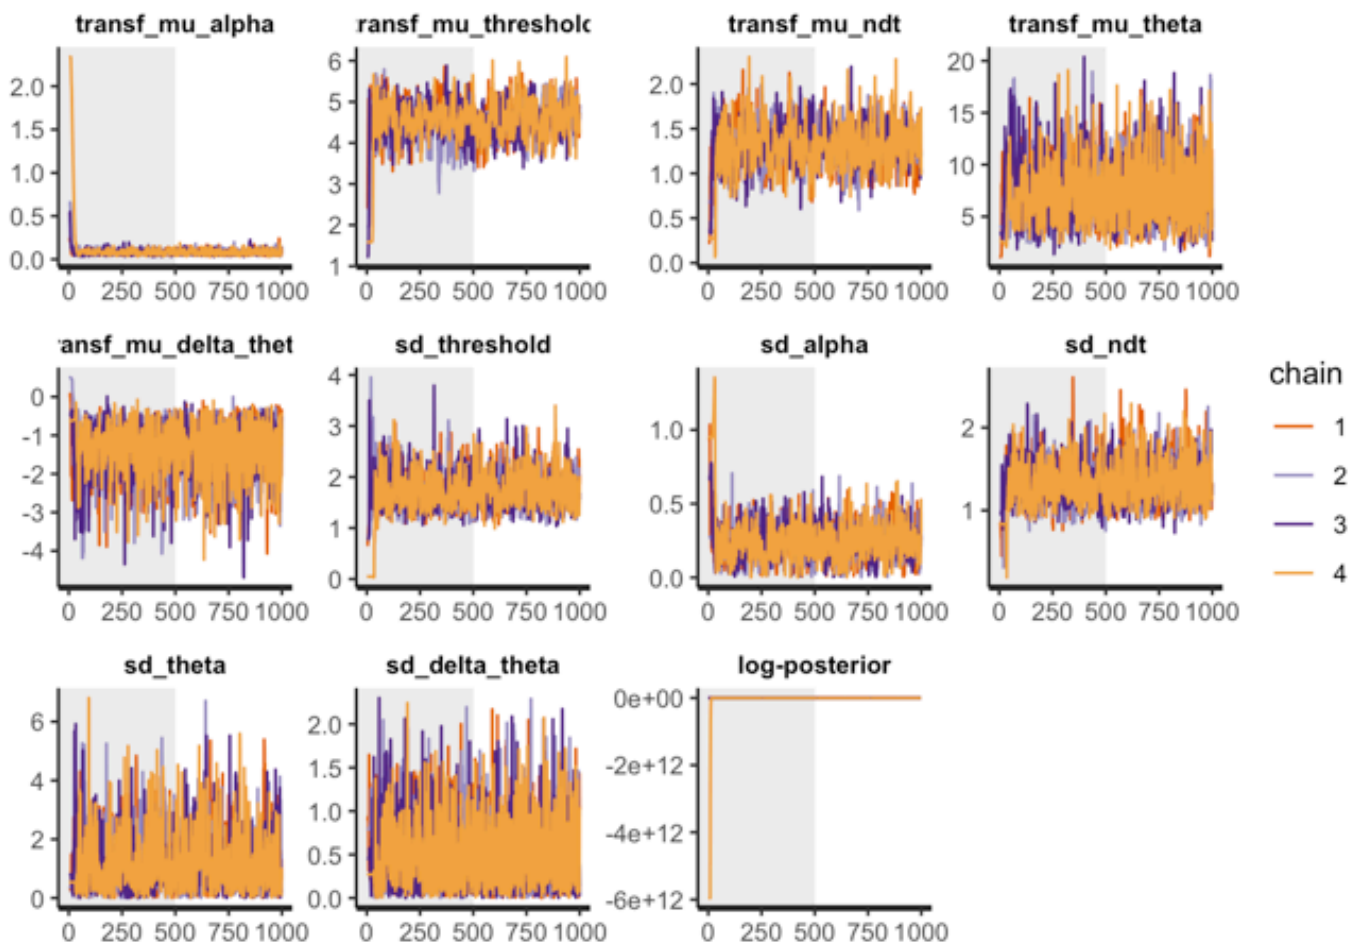 transf_mu_alpha
ransf_mu_threshold
transf_mu_ndt
transf_mu_theta
2.0
1.5
1.0
0.5
0.0
6
5
4
3
2
1
2.0
1.5
1.0
0.5
0.0
20
15
10
5
0 250 500 750 1000
0 250 500 750 1000
0 250 500 750 1000
0 250 500 750 1000
ansf_mu_delta_thet
sd_threshold
sd_alpha
sd_ndt
0
-1
-2
-3
-4
4
3
2
1
0
1.0
0.5
0.0
2
1
0 250 500 750 1000
0 250 500 750 1000
0 250 500 750 1000
0 250 500 750 1000
chain
1
2
3
4
sd_theta
sd_delta_theta
log-posterior
6
4
2
0
2.0
1.5
1.0
0.5
0.0
0e+00
-2e+12
-4e+12
-6e+12
0 250 500 750 1000
0 250 500 750 1000
0 250 500 750 1000